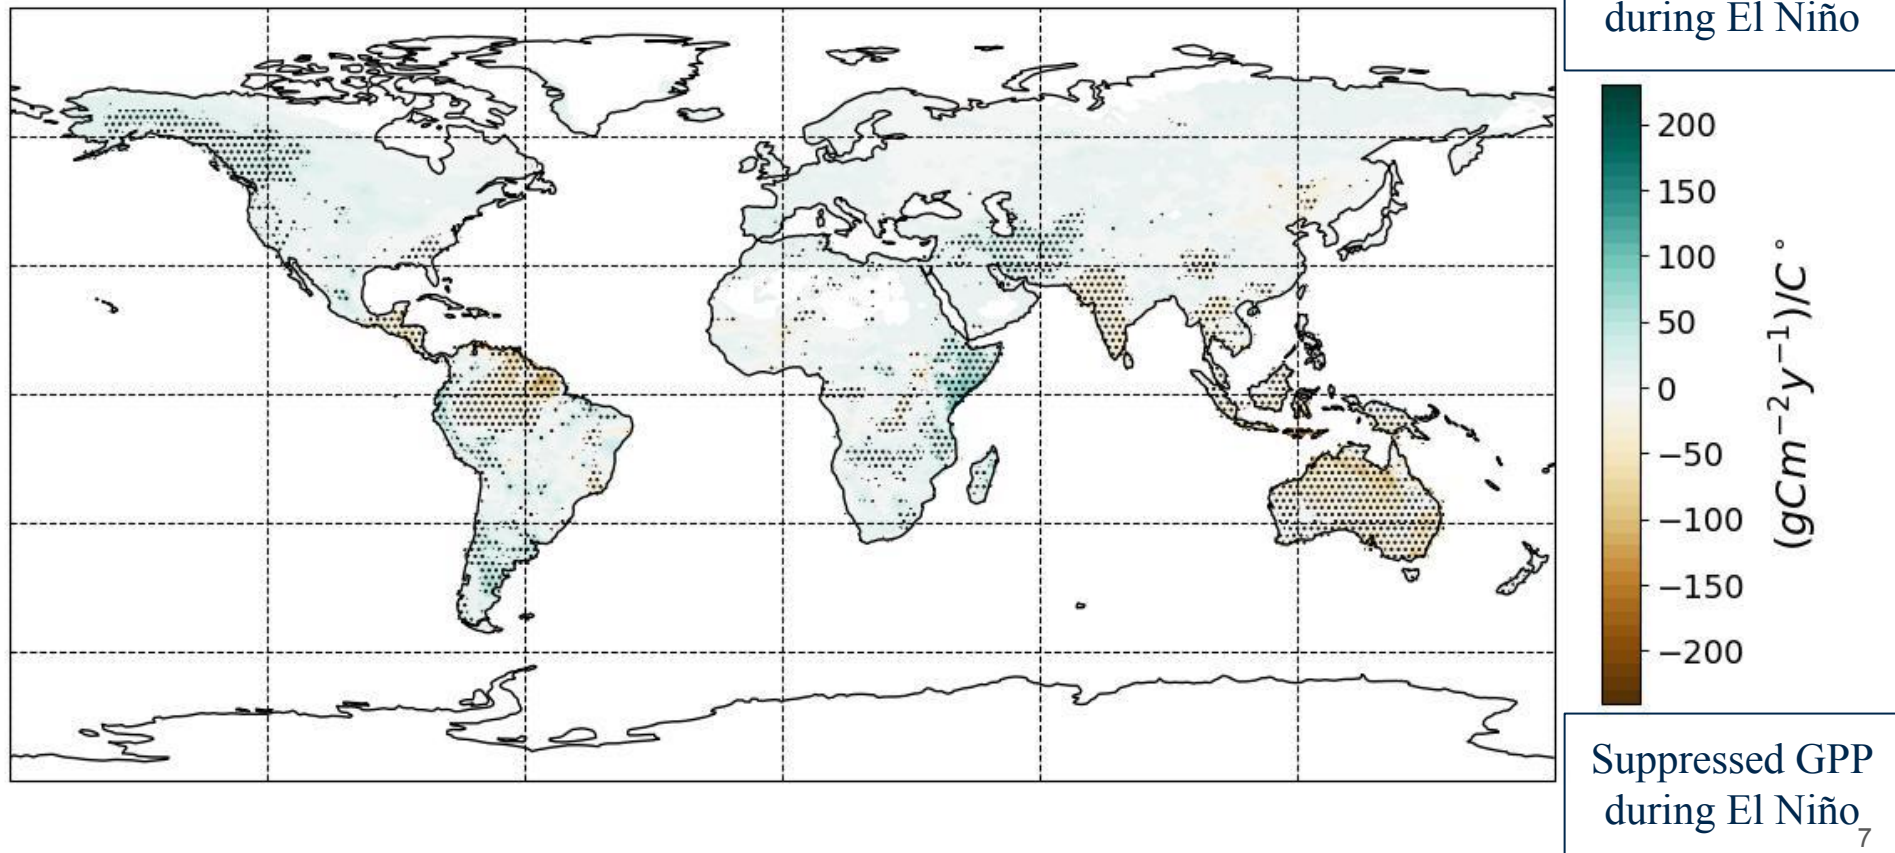 during El Niño
200
150
100
50
0
−50
−100
−150
−200
(gCm⁻²y⁻¹)/C°
Suppressed GPP
during El Niño
7